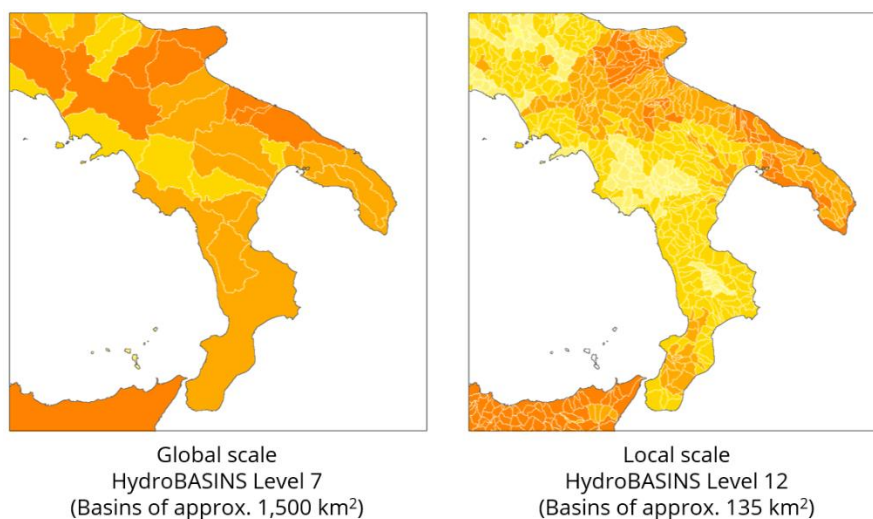 Global scale
HydroBASINS Level 7
(Basins of approx. 1,500 km²)
Local scale
HydroBASINS Level 12
(Basins of approx. 135 km²)